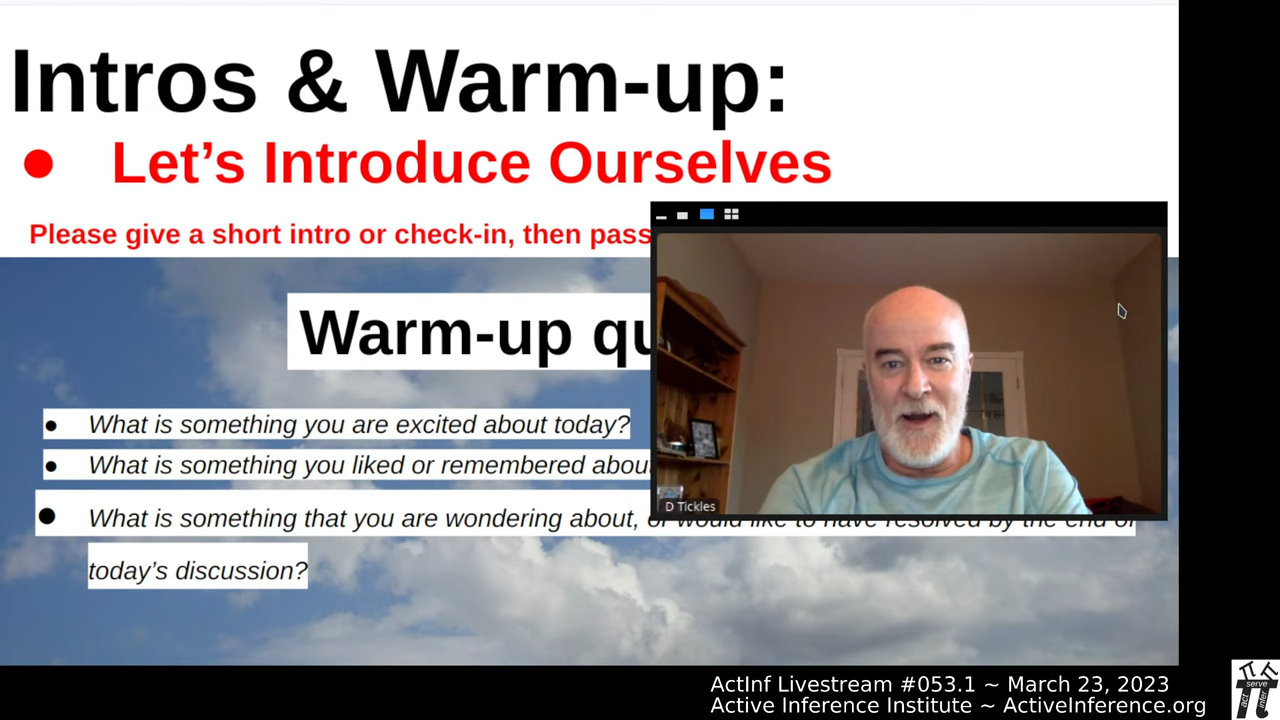 Intros & Warm-up:
● Let’s Introduce Ourselves
Please give a short intro or check-in, then pass
Warm-up qu
● What is something you are excited about today?
● What is something you liked or remembered abou
● What is something that you are wondering about, or would like to have resolved by the end of
today’s discussion?
D Tickles
ActInf Livestream #053.1 ~ March 23, 2023
Active Inference Institute ~ ActiveInference.org
act
serve
infer